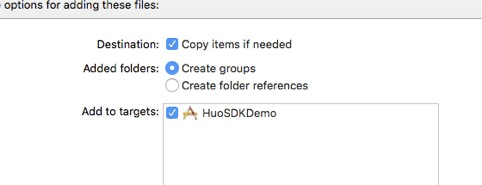 options for adding these files:
Destination: Copy items if needed
Added folders: Create groups
Create folder references
Add to targets: HuoSDKDemo